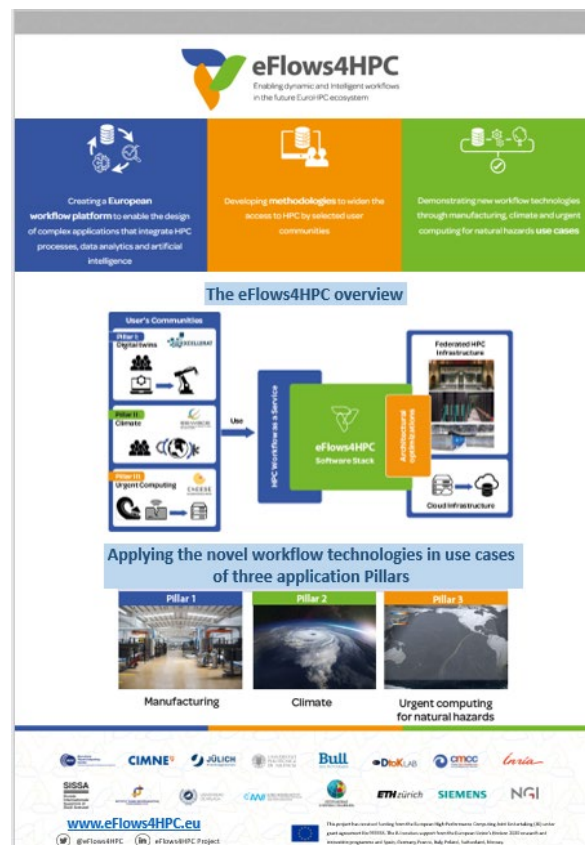 eFlows4HPC
Enabling dynamic and Intelligent workflows
in the future EuroHPC ecosystem
Creating a European
workflow platform to enable the design
of complex applications that integrate HPC
processes, data analytics and artificial
intelligence
Developing methodologies to widen the
access to HPC by selected user
communities
Demonstrating new workflow technologies
through manufacturing, climate and urgent
computing for natural hazards use cases
The eFlows4HPC overview
User's Communities
Pillar I:
Digital twins
EXCELLERAT
Pillar II:
Climate
Pillar III:
Urgent Computing
CHEESE
Use
HPC Workflow as a Service
eFlows4HPC
Software Stack
Architectural
optimizations
Federated HPC
Infrastructure
Cloud Infrastructure
Applying the novel workflow technologies in use cases
of three application Pillars
Pillar 1
Pillar 2
Pillar 3
Manufacturing
Climate
Urgent computing
for natural hazards
CIMNE
JÜLICH
Bull
DtoK LAB
cmcc
Inria
SISSA
ETH zürich
SIEMENS
NGI
www.eFlows4HPC.eu
@eFlows4HPC
eFlows4HPC Project